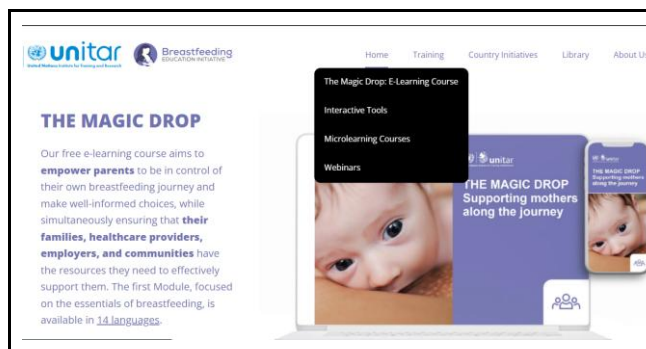 unitar
United Nations Institute for Training and Research
Breastfeeding
EDUCATION INITIATIVE
Home Training Country Initiatives Library About Us
The Magic Drop: E-Learning Course
Interactive Tools
Microlearning Courses
Webinars
THE MAGIC DROP
Our free e-learning course aims to
empower parents to be in control of
their own breastfeeding journey and
make well-informed choices, while
simultaneously ensuring that their
families, healthcare providers,
employers, and communities have
the resources they need to effectively
support them. The first Module, focused
on the essentials of breastfeeding, is
available in 14 languages.
unitar
THE MAGIC DROP
Supporting mothers
along the journey
unitar
THE MAGIC DROP
Supporting mothers
along the journey